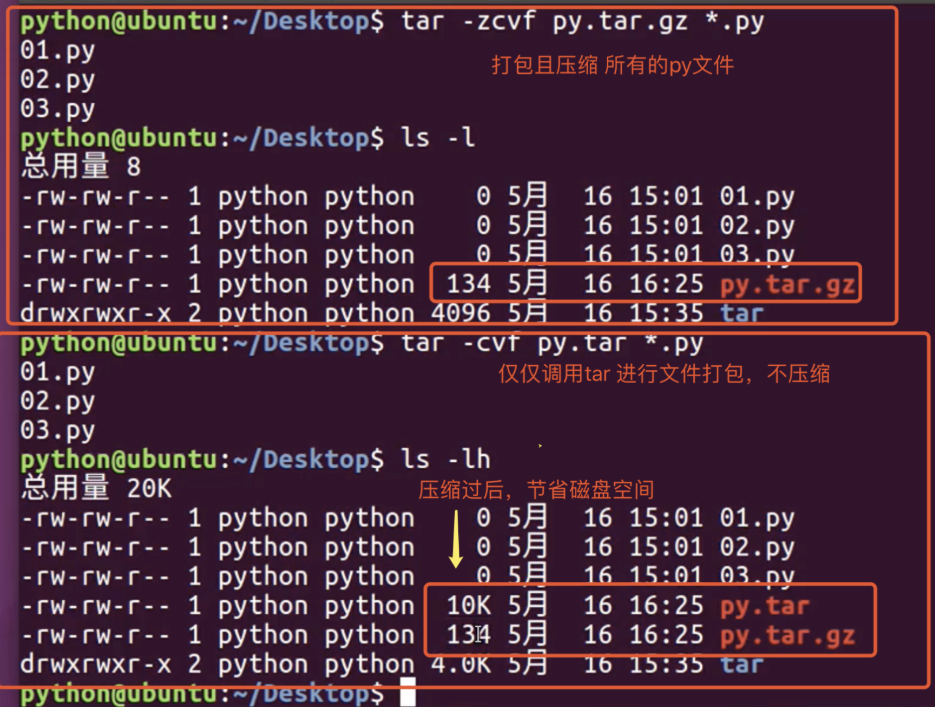 python@ubuntu:~/Desktop$ tar -zcvf py.tar.gz *.py
01.py
打包且压缩 所有的py文件
02.py
03.py
python@ubuntu:~/Desktop$ ls -l
总用量 8
-rw-rw-r-- 1 python python 0 5月 16 15:01 01.py
-rw-rw-r-- 1 python python 0 5月 16 15:01 02.py
-rw-rw-r-- 1 python python 0 5月 16 15:01 03.py
-rw-rw-r-- 1 python python 134 5月 16 16:25 py.tar.gz
drwxrwxr-x 2 python python 4096 5月 16 15:35 tar
python@ubuntu:~/Desktop$ tar -cvf py.tar *.py
01.py
仅仅调用tar 进行文件打包，不压缩
02.py
03.py
python@ubuntu:~/Desktop$ ls -lh
总用量 20K
压缩过后，节省磁盘空间
-rw-rw-r-- 1 python python 0 5月 16 15:01 01.py
-rw-rw-r-- 1 python python 0 5月 16 15:01 02.py
-rw-rw-r-- 1 python python 0 5月 16 15:01 03.py
-rw-rw-r-- 1 python python 10K 5月 16 16:25 py.tar
-rw-rw-r-- 1 python python 134 5月 16 16:25 py.tar.gz
drwxrwxr-x 2 python python 4.0K 5月 16 15:35 tar
python@ubuntu:~/Desktop$